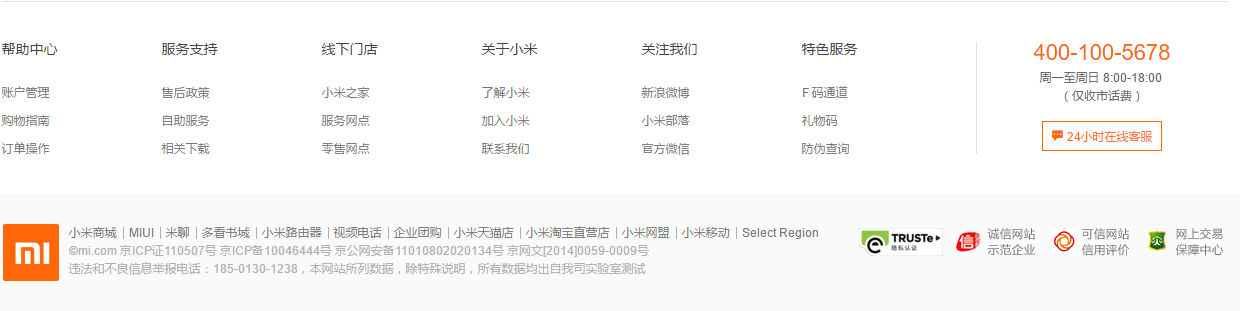 帮助中心 服务支持 线下门店 关于小米 关注我们 特色服务
账户管理 售后政策 小米之家 了解小米 新浪微博 F 码通道
购物指南 自助服务 服务网点 加入小米 小米部落 礼物码
订单操作 相关下载 零售网点 联系我们 官方微信 防伪查询
400-100-5678
周一至周日 8:00-18:00
（仅收市话费）
24小时在线客服
mi
小米商城｜MIUI｜米聊｜多看书城｜小米路由器｜视频电话｜企业团购｜小米天猫店｜小米淘宝直营店｜小米网盟｜小米移动｜Select Region
©mi.com 京ICP证110507号 京ICP备10046444号 京公网安备11010802020134号 京网文[2014]0059-0009号
违法和不良信息举报电话：185-0130-1238，本网站所列数据，除特殊说明，所有数据均出自我司实验室测试
TRUSTe
隐私认证
信
诚信网站
示范企业
可信网站
信用评价
网上交易
保障中心